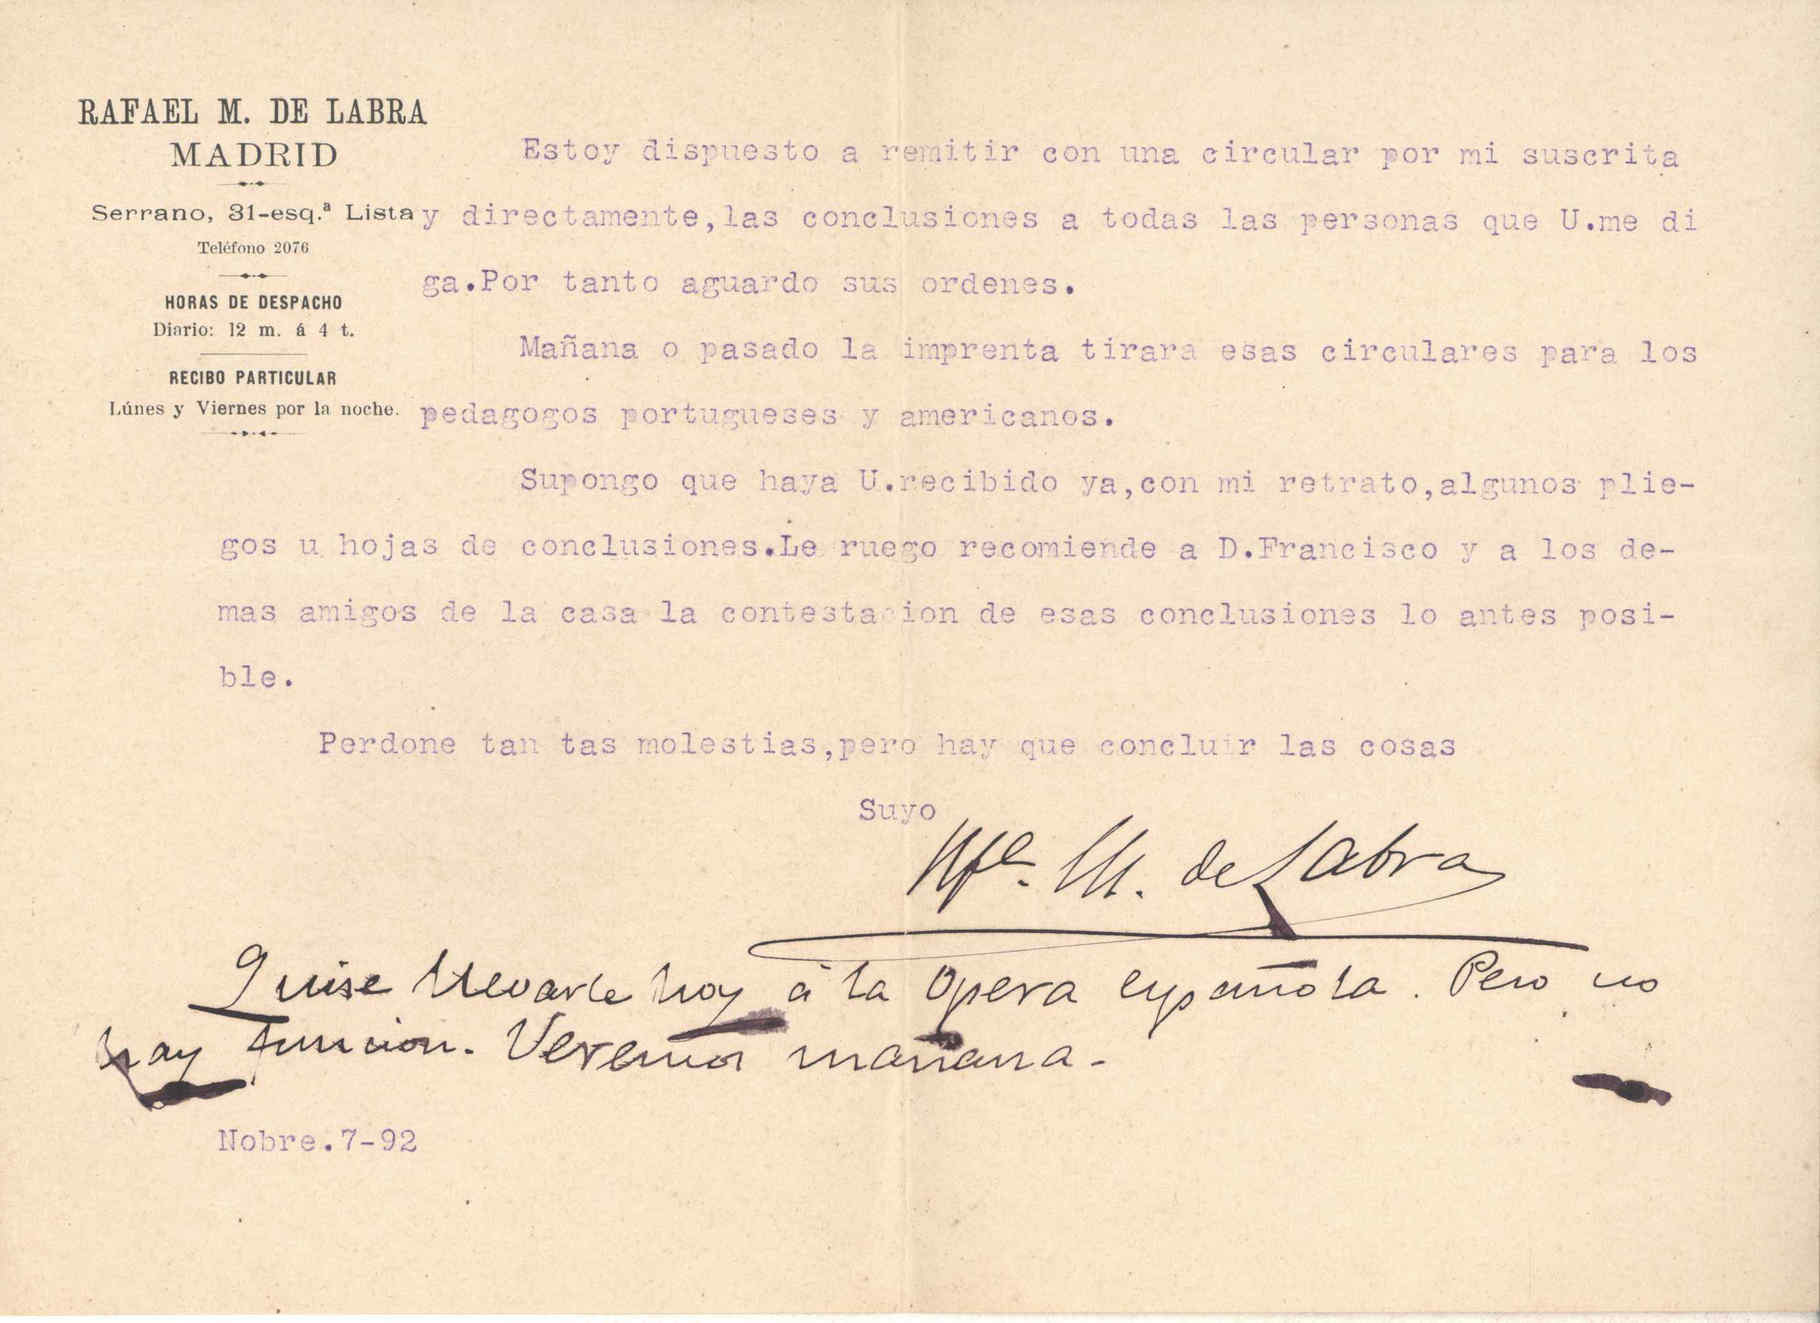 RAFAEL M. DE LABRA
MADRID
Serrano, 31-esq.ª Lista
Teléfono 2076
HORAS DE DESPACHO
Diario: 12 m. á 4 t.
RECIBO PARTICULAR
Lúnes y Viernes por la noche.
Estoy dispuesto a remitir con una circular por mi suscrita
y directamente,las conclusiones a todas las personas que U.me di
ga.Por tanto aguardo sus ordenes.
Mañana o pasado la imprenta tirara esas circulares para los
pedagogos portugueses y americanos.
Supongo que haya U.recibido ya,con mi retrato,algunos plie-
gos u hojas de conclusiones.Le ruego recomiende a D.Francisco y a los de-
mas amigos de la casa la contestacion de esas conclusiones lo antes posi-
ble.
Perdone tan tas molestias,pero hay que concluir las cosas
Suyo
Rfl. M. de Labra
Quise llevarle hoy á la Opera española. Pero no
hay funcion. Veremos mañana-
Nobre.7-92